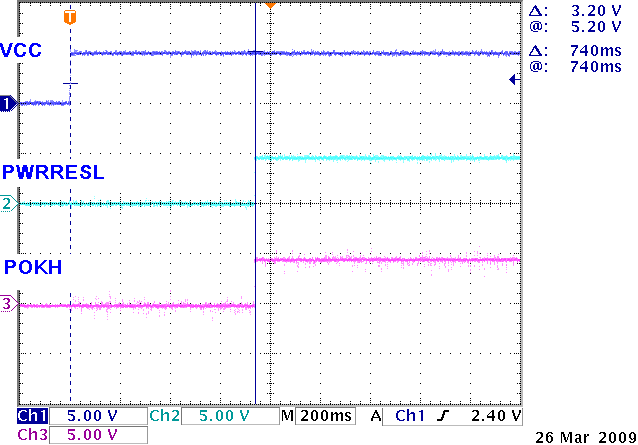 Δ: 3.20 V
@: 5.20 V
Δ: 740ms
@: 740ms
T
VCC
1
PWRRESL
2
POKH
3
Ch1 5.00 V Ch2 5.00 V M 200ms A Ch1 2.40 V
Ch3 5.00 V
26 Mar 2009